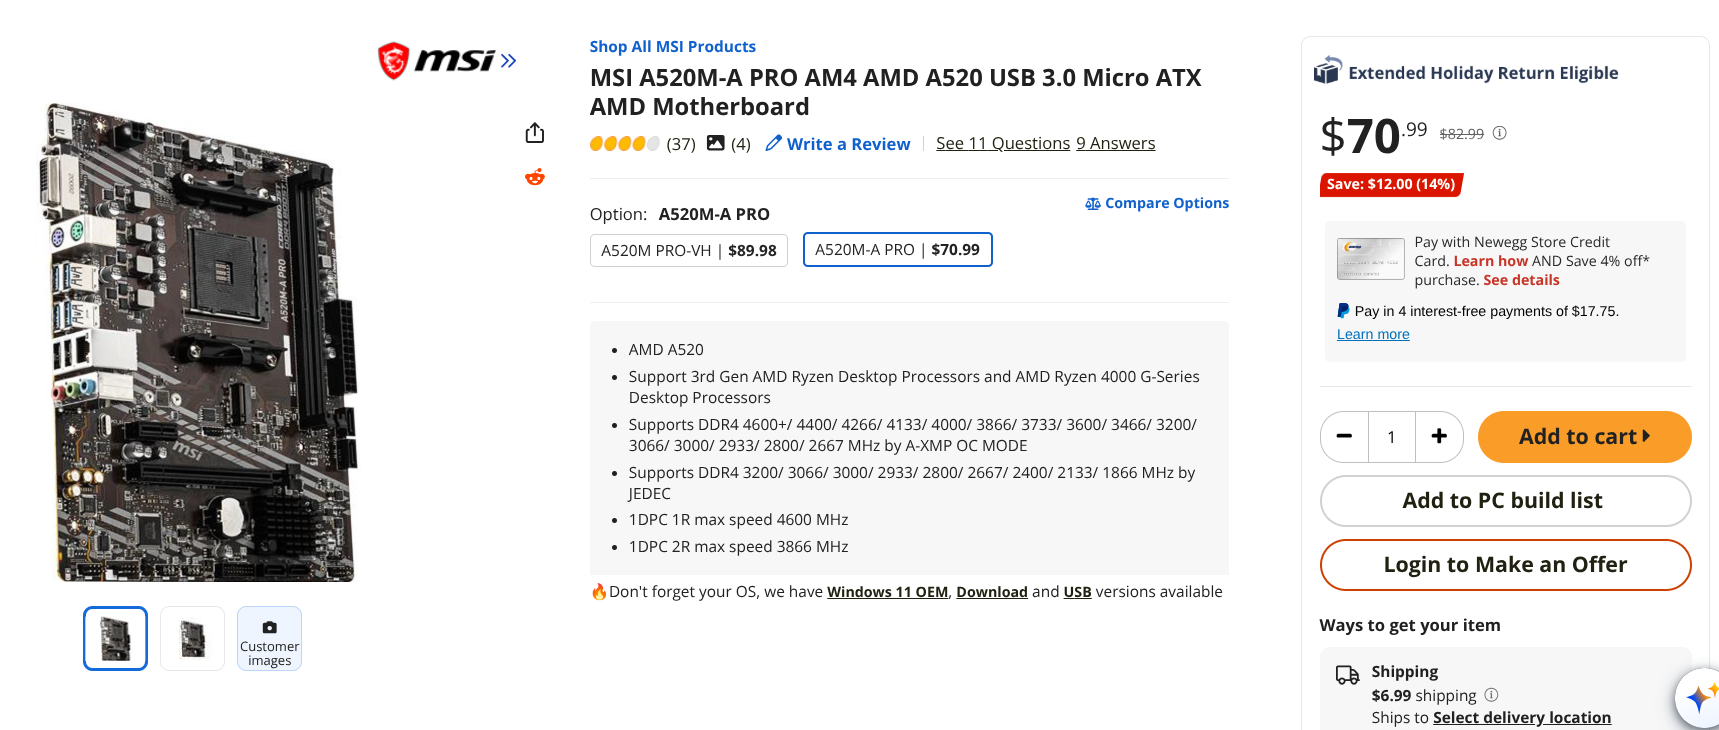 msi
Shop All MSI Products
MSI A520M-A PRO AM4 AMD A520 USB 3.0 Micro ATX
AMD Motherboard
(37) (4) Write a Review See 11 Questions 9 Answers
Compare Options
Option: A520M-A PRO
A520M PRO-VH | $89.98 A520M-A PRO | $70.99
AMD A520
Support 3rd Gen AMD Ryzen Desktop Processors and AMD Ryzen 4000 G-Series
Desktop Processors
Supports DDR4 4600+/ 4400/ 4266/ 4133/ 4000/ 3866/ 3733/ 3600/ 3466/ 3200/
3066/ 3000/ 2933/ 2800/ 2667 MHz by A-XMP OC MODE
Supports DDR4 3200/ 3066/ 3000/ 2933/ 2800/ 2667/ 2400/ 2133/ 1866 MHz by
JEDEC
1DPC 1R max speed 4600 MHz
1DPC 2R max speed 3866 MHz
🔥Don't forget your OS, we have Windows 11 OEM, Download and USB versions available
A520M-A PRO
msi
Customer
images
Extended Holiday Return Eligible
$70.99 $82.99
Save: $12.00 (14%)
Pay with Newegg Store Credit
Card. Learn how AND Save 4% off*
purchase. See details
Pay in 4 interest-free payments of $17.75.
Learn more
1
Add to cart
Add to PC build list
Login to Make an Offer
Ways to get your item
Shipping
$6.99 shipping
Ships to Select delivery location